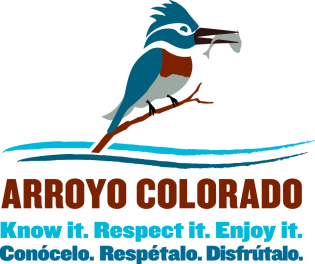 ARROYO COLORADO
Know it. Respect it. Enjoy it.
Conócelo. Respétalo. Disfrútalo.